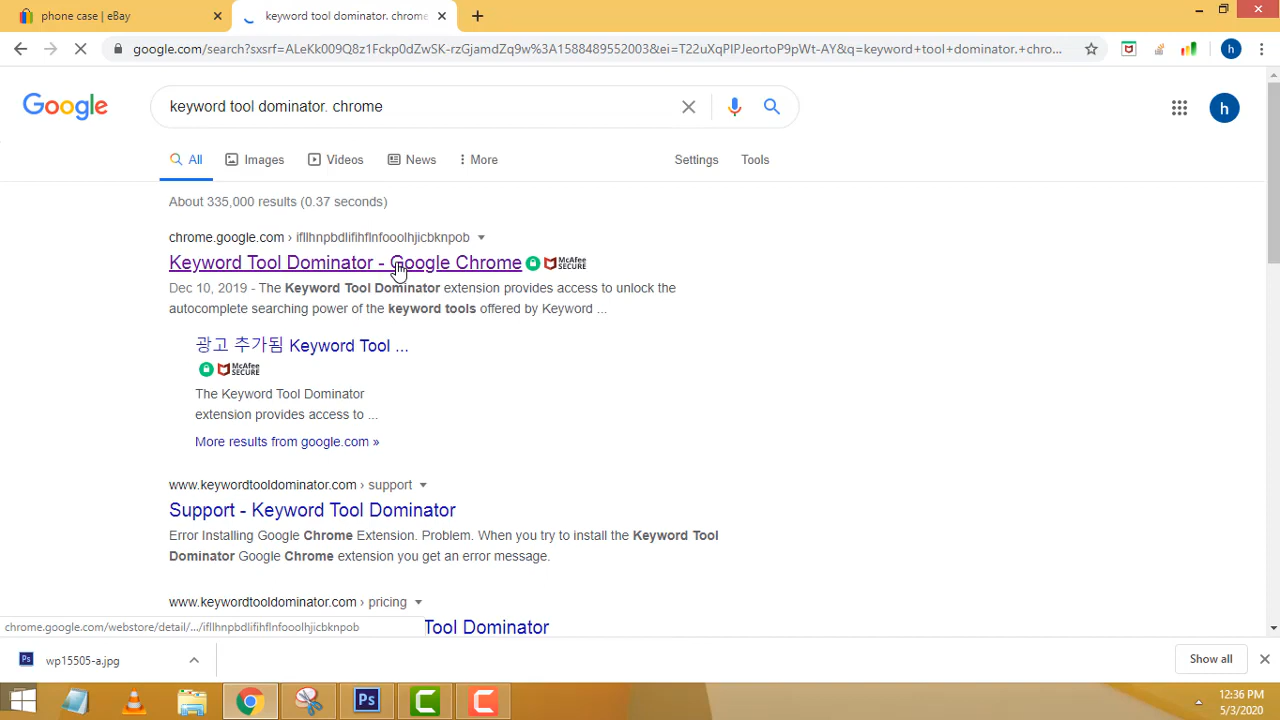 phone case | eBay
keyword tool dominator. chrome
google.com/search?sxsrf=ALeKk009Q8z1Fckp0dZwSK-rzGjamdZq9w%3A1588489552003&ei=T22uXqPIPJeortoP9pWt-AY&q=keyword+tool+dominator.+chro...
h
Google
keyword tool dominator. chrome
h
All
Images
Videos
News
More
Settings
Tools
About 335,000 results (0.37 seconds)
chrome.google.com › ifllhnpbdlifihflnfooolhjicbknpob
Keyword Tool Dominator - Google Chrome
McAfee SECURE
Dec 10, 2019 - The Keyword Tool Dominator extension provides access to unlock the
autocomplete searching power of the keyword tools offered by Keyword ...
광고 추가됨 Keyword Tool ...
McAfee SECURE
The Keyword Tool Dominator
extension provides access to ...
More results from google.com »
www.keywordtooldominator.com › support
Support - Keyword Tool Dominator
Error Installing Google Chrome Extension. Problem. When you try to install the Keyword Tool
Dominator Google Chrome extension you get an error message.
www.keywordtooldominator.com › pricing
Tool Dominator
chrome.google.com/webstore/detail/.../ifllhnpbdlifihflnfooolhjicbknpob
Ps
wp15505-a.jpg
Show all
Ps
C
C
12:36 PM
5/3/2020